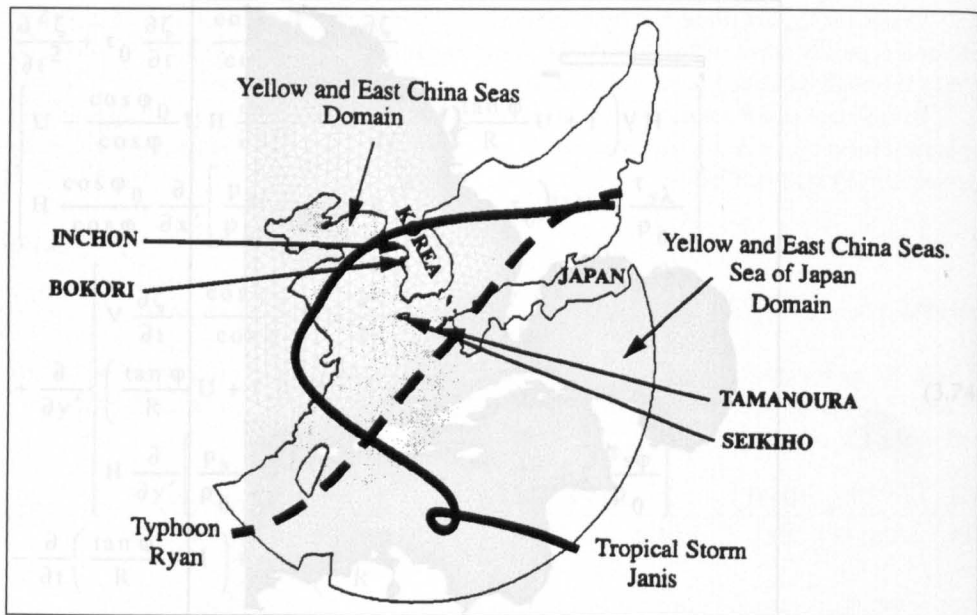 Yellow and East China Seas
Domain
INCHON
BOKORI
KOREA
JAPAN
Yellow and East China Seas.
Sea of Japan
Domain
TAMANOURA
SEIKIHO
Typhoon
Ryan
Tropical Storm
Janis